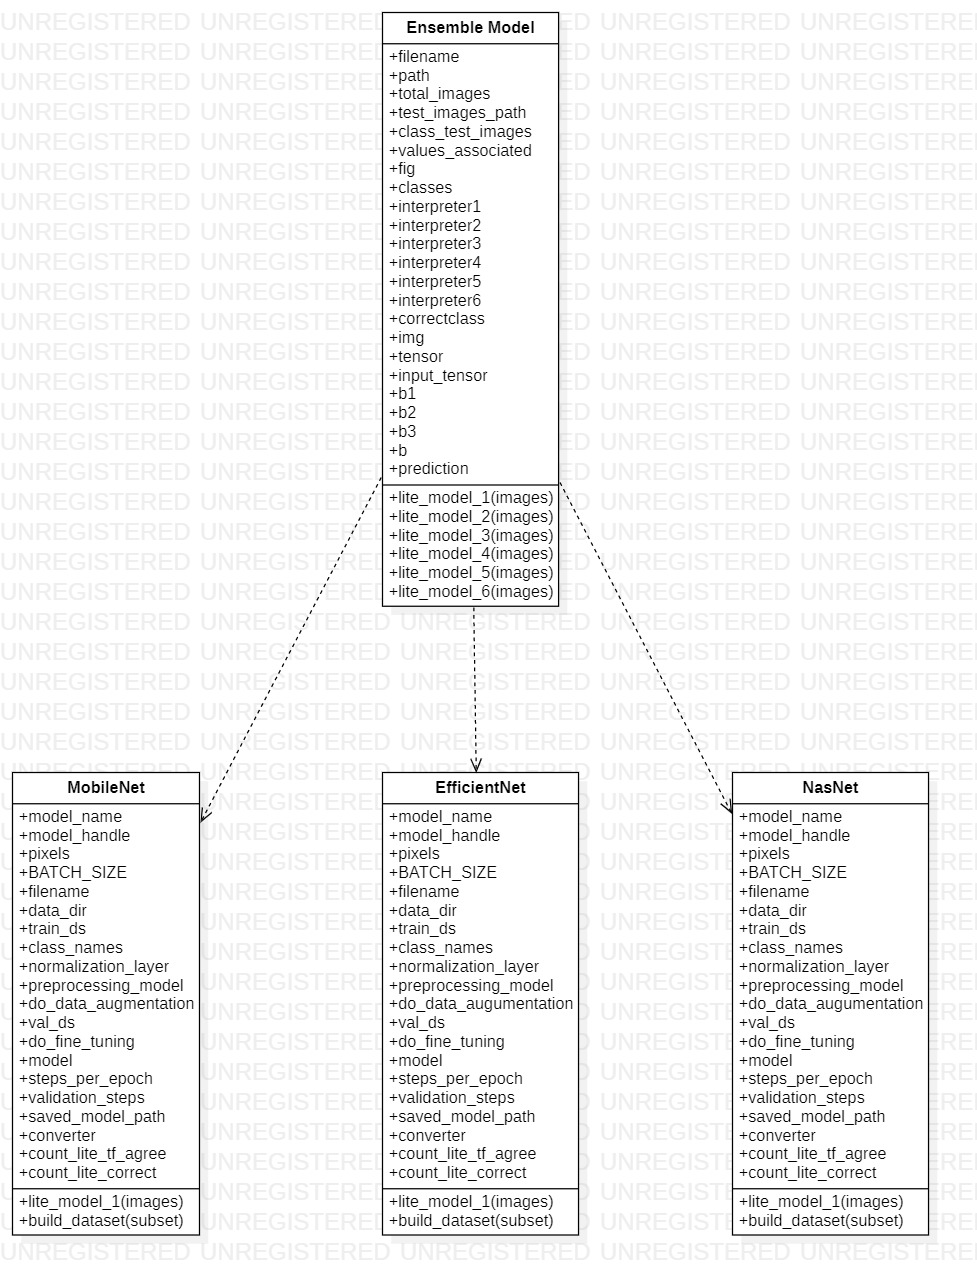 Ensemble Model
+filename
+path
+total_images
+test_images_path
+class_test_images
+values_associated
+fig
+classes
+interpreter1
+interpreter2
+interpreter3
+interpreter4
+interpreter5
+interpreter6
+correctclass
+img
+tensor
+input_tensor
+b1
+b2
+b3
+b
+prediction
+lite_model_1(images)
+lite_model_2(images)
+lite_model_3(images)
+lite_model_4(images)
+lite_model_5(images)
+lite_model_6(images)
MobileNet
+model_name
+model_handle
+pixels
+BATCH_SIZE
+filename
+data_dir
+train_ds
+class_names
+normalization_layer
+preprocessing_model
+do_data_augmentation
+val_ds
+do_fine_tuning
+model
+steps_per_epoch
+validation_steps
+saved_model_path
+converter
+count_lite_tf_agree
+count_lite_correct
+lite_model_1(images)
+build_dataset(subset)
EfficientNet
+model_name
+model_handle
+pixels
+BATCH_SIZE
+filename
+data_dir
+train_ds
+class_names
+normalization_layer
+preprocessing_model
+do_data_augumentation
+val_ds
+do_fine_tuning
+model
+steps_per_epoch
+validation_steps
+saved_model_path
+converter
+count_lite_tf_agree
+count_lite_correct
+lite_model_1(images)
+build_dataset(subset)
NasNet
+model_name
+model_handle
+pixels
+BATCH_SIZE
+filename
+data_dir
+train_ds
+class_names
+normalization_layer
+preprocessing_model
+do_data_augumentation
+val_ds
+do_fine_tuning
+model
+steps_per_epoch
+validation_steps
+saved_model_path
+converter
+count_lite_tf_agree
+count_lite_correct
+lite_model_1(images)
+build_dataset(subset)
UNREGISTERED